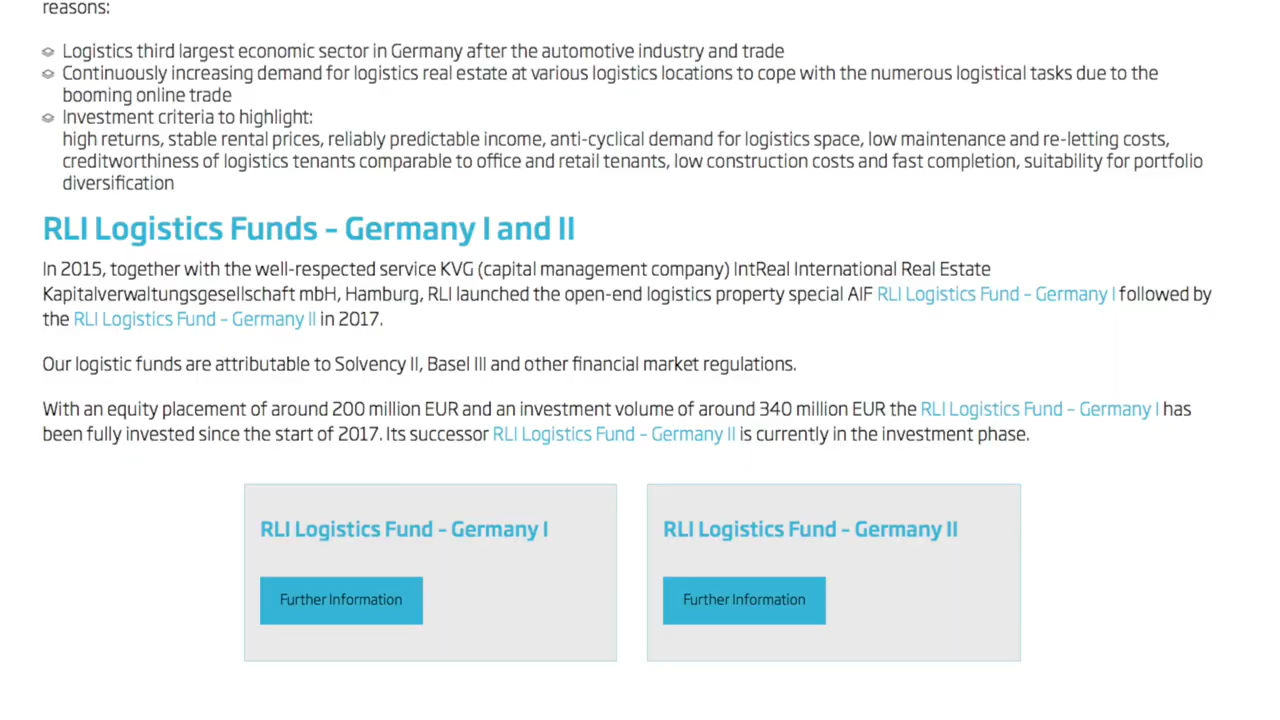 reasons:
Logistics third largest economic sector in Germany after the automotive industry and trade
Continuously increasing demand for logistics real estate at various logistics locations to cope with the numerous logistical tasks due to the
booming online trade
Investment criteria to highlight:
high returns, stable rental prices, reliably predictable income, anti-cyclical demand for logistics space, low maintenance and re-letting costs,
creditworthiness of logistics tenants comparable to office and retail tenants, low construction costs and fast completion, suitability for portfolio
diversification
RLI Logistics Funds – Germany I and II
In 2015, together with the well-respected service KVG (capital management company) IntReal International Real Estate
Kapitalverwaltungsgesellschaft mbH, Hamburg, RLI launched the open-end logistics property special AIF RLI Logistics Fund – Germany I followed by
the RLI Logistics Fund – Germany II in 2017.
Our logistic funds are attributable to Solvency II, Basel III and other financial market regulations.
With an equity placement of around 200 million EUR and an investment volume of around 340 million EUR the RLI Logistics Fund – Germany I has
been fully invested since the start of 2017. Its successor RLI Logistics Fund – Germany II is currently in the investment phase.
RLI Logistics Fund – Germany I
Further Information
RLI Logistics Fund – Germany II
Further Information